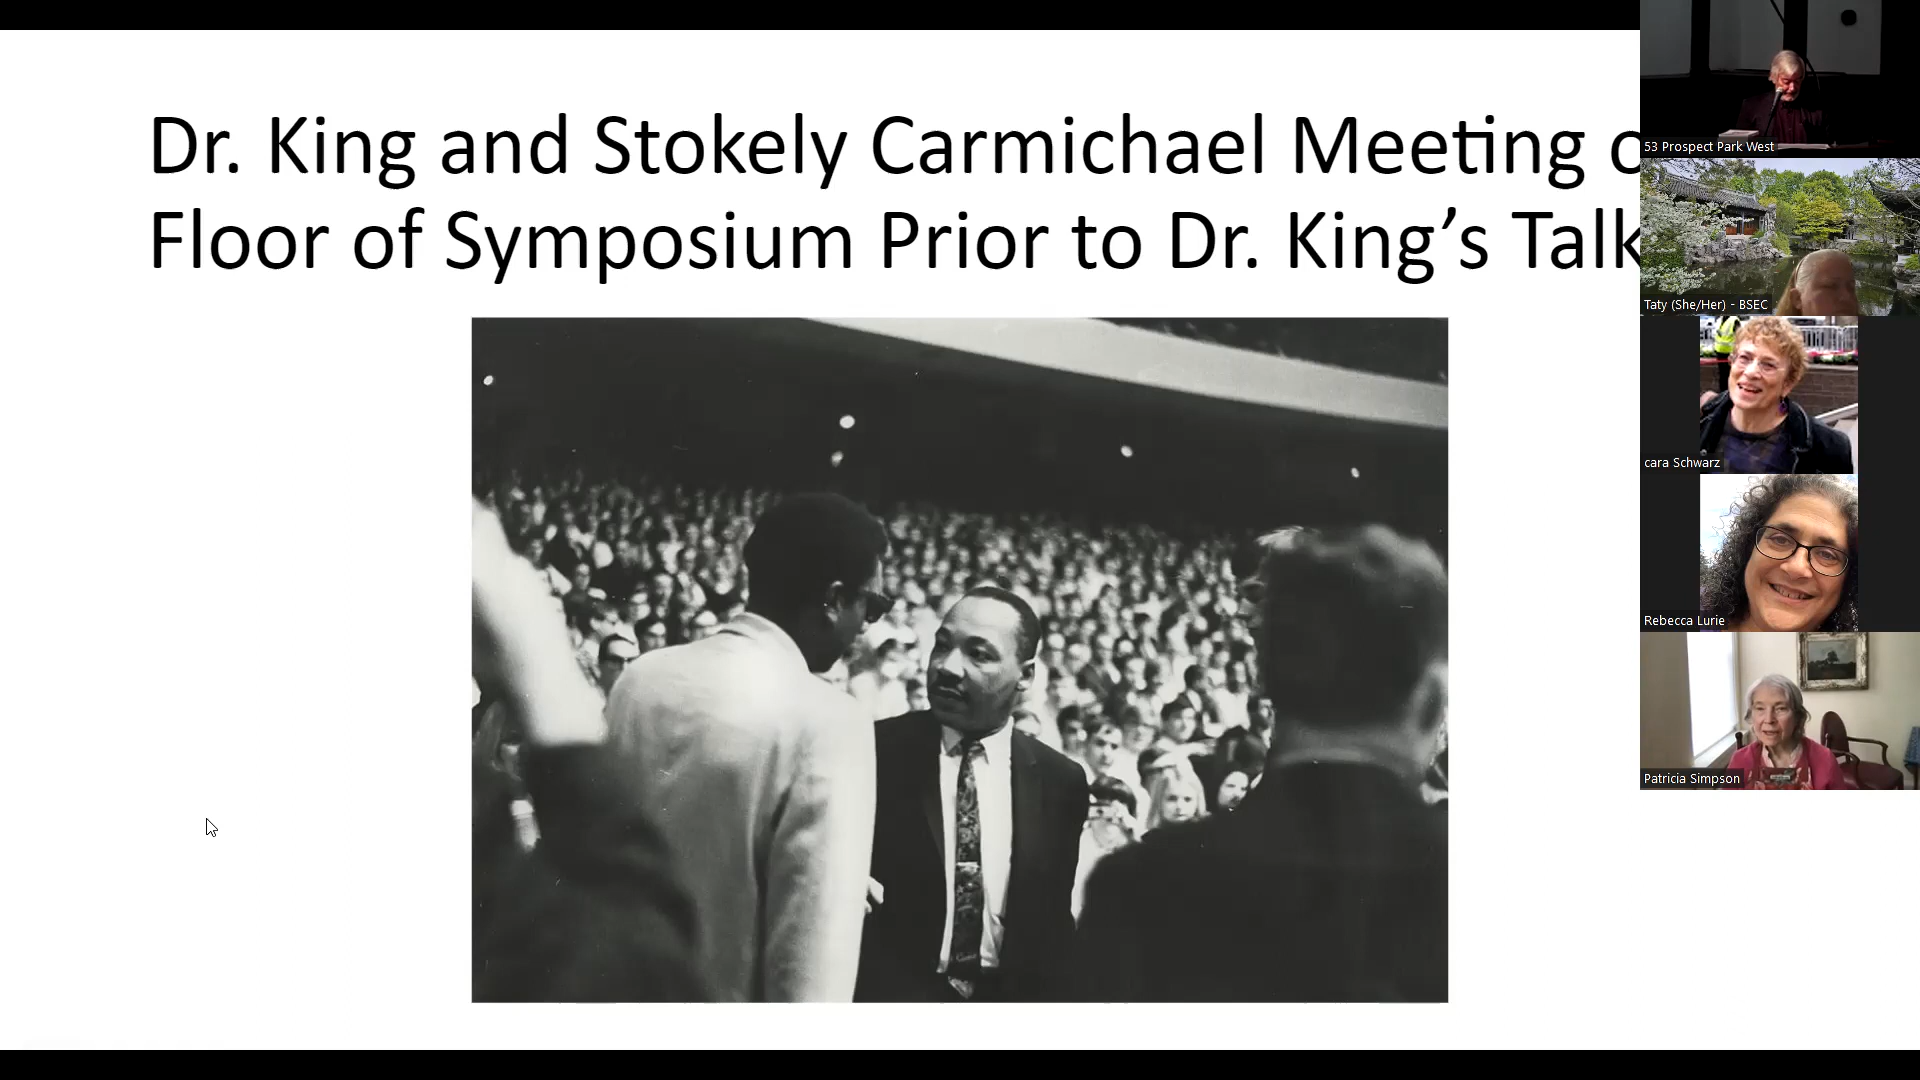 Dr. King and Stokely Carmichael Meeting
Floor of Symposium Prior to Dr. King’s Talk
53 Prospect Park West
Taty (She/Her) - BSEC
cara Schwarz
Rebecca Lurie
Patricia Simpson